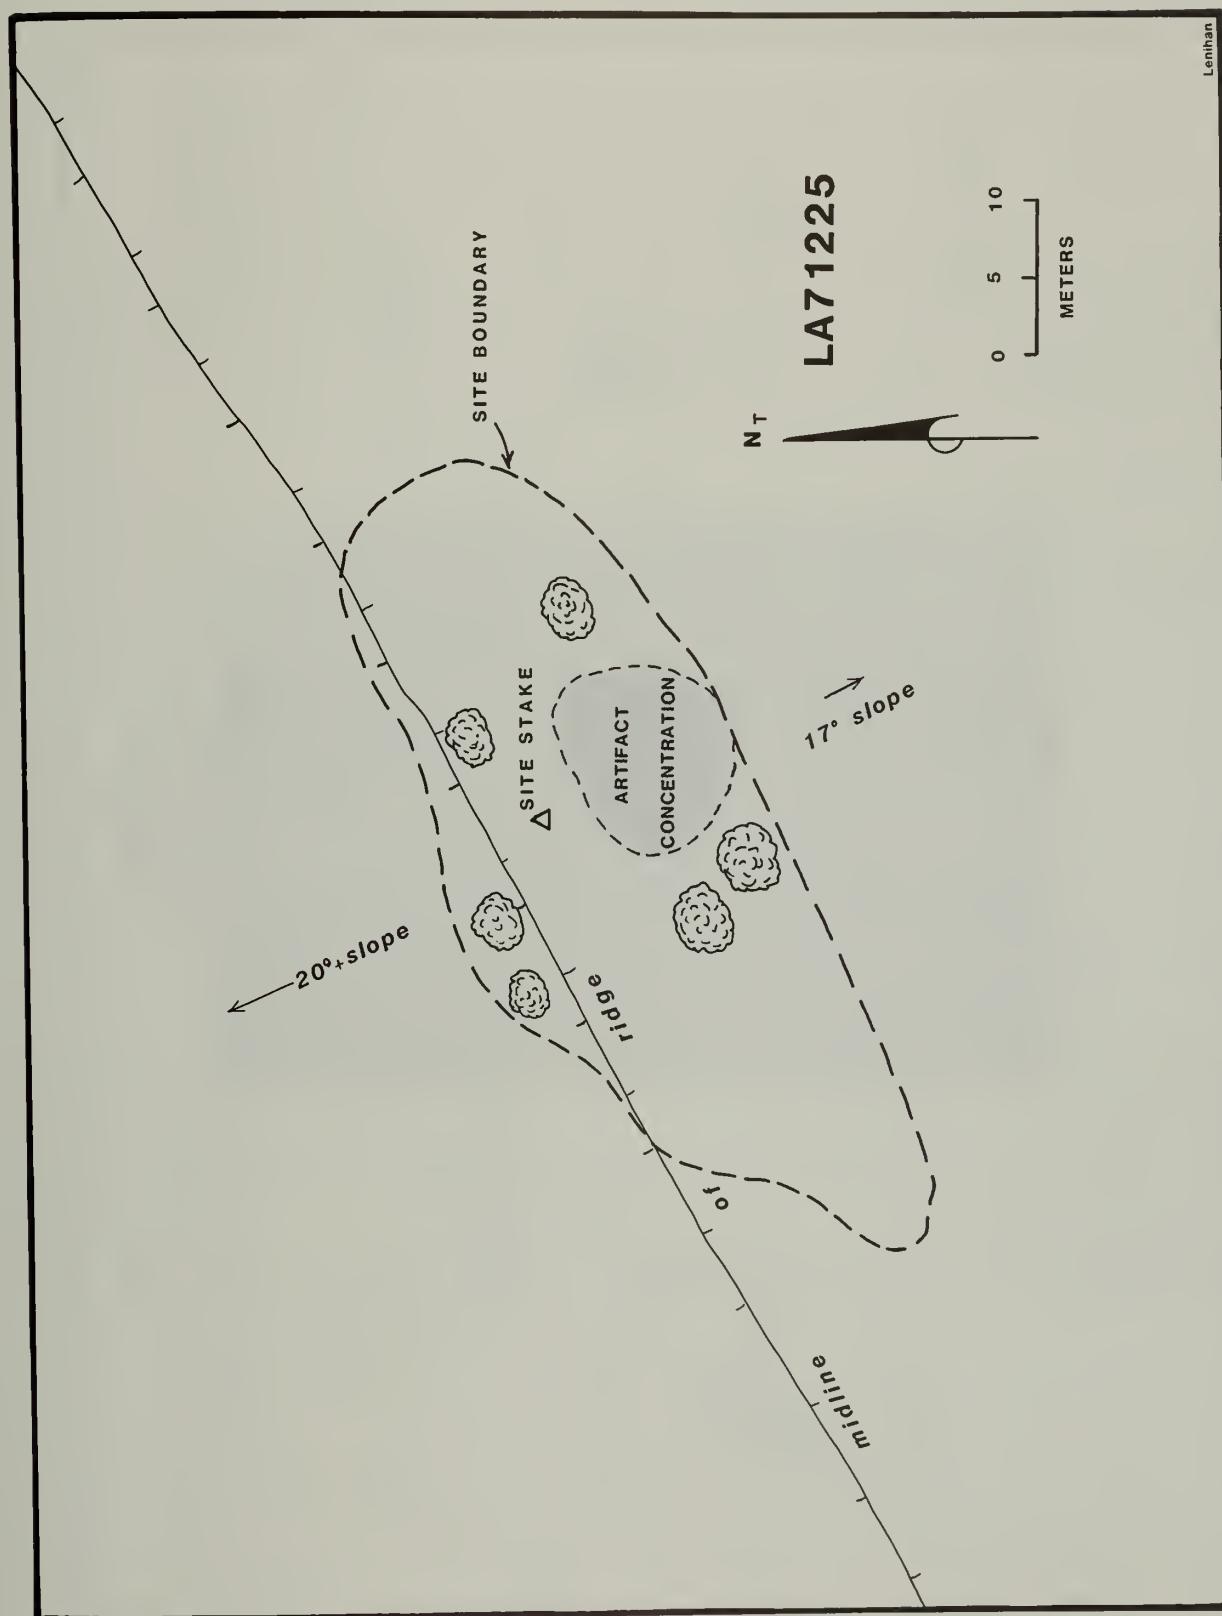 SITE BOUNDARY
20°+slope
SITE STAKE
ARTIFACT
CONCENTRATION
17° slope
midline
of
ridge
N T
LA71225
0 5 10
METERS
Lenihan